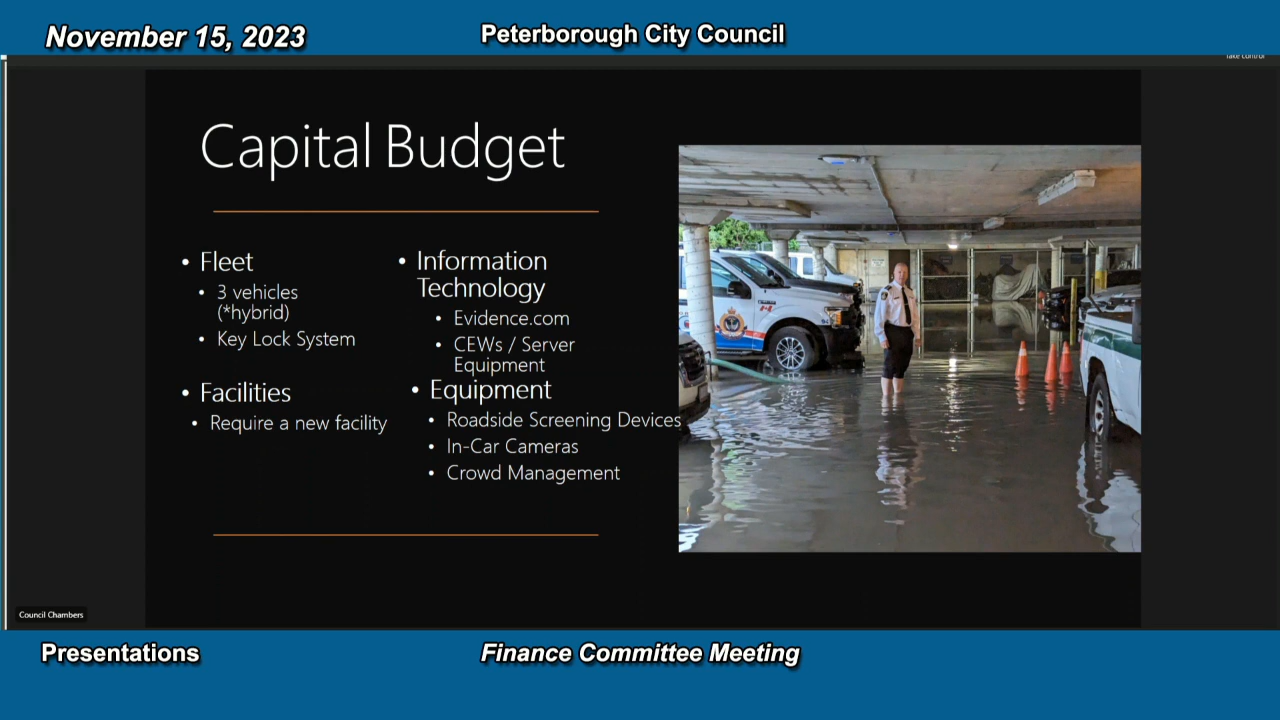 November 15, 2023
Peterborough City Council
Take Control
Capital Budget
• Fleet
• 3 vehicles
(*hybrid)
• Key Lock System
• Facilities
• Require a new facility
• Information
Technology
• Evidence.com
• CEWs / Server
Equipment
• Equipment
• Roadside Screening Devices
• In-Car Cameras
• Crowd Management
Council Chambers
Presentations
Finance Committee Meeting